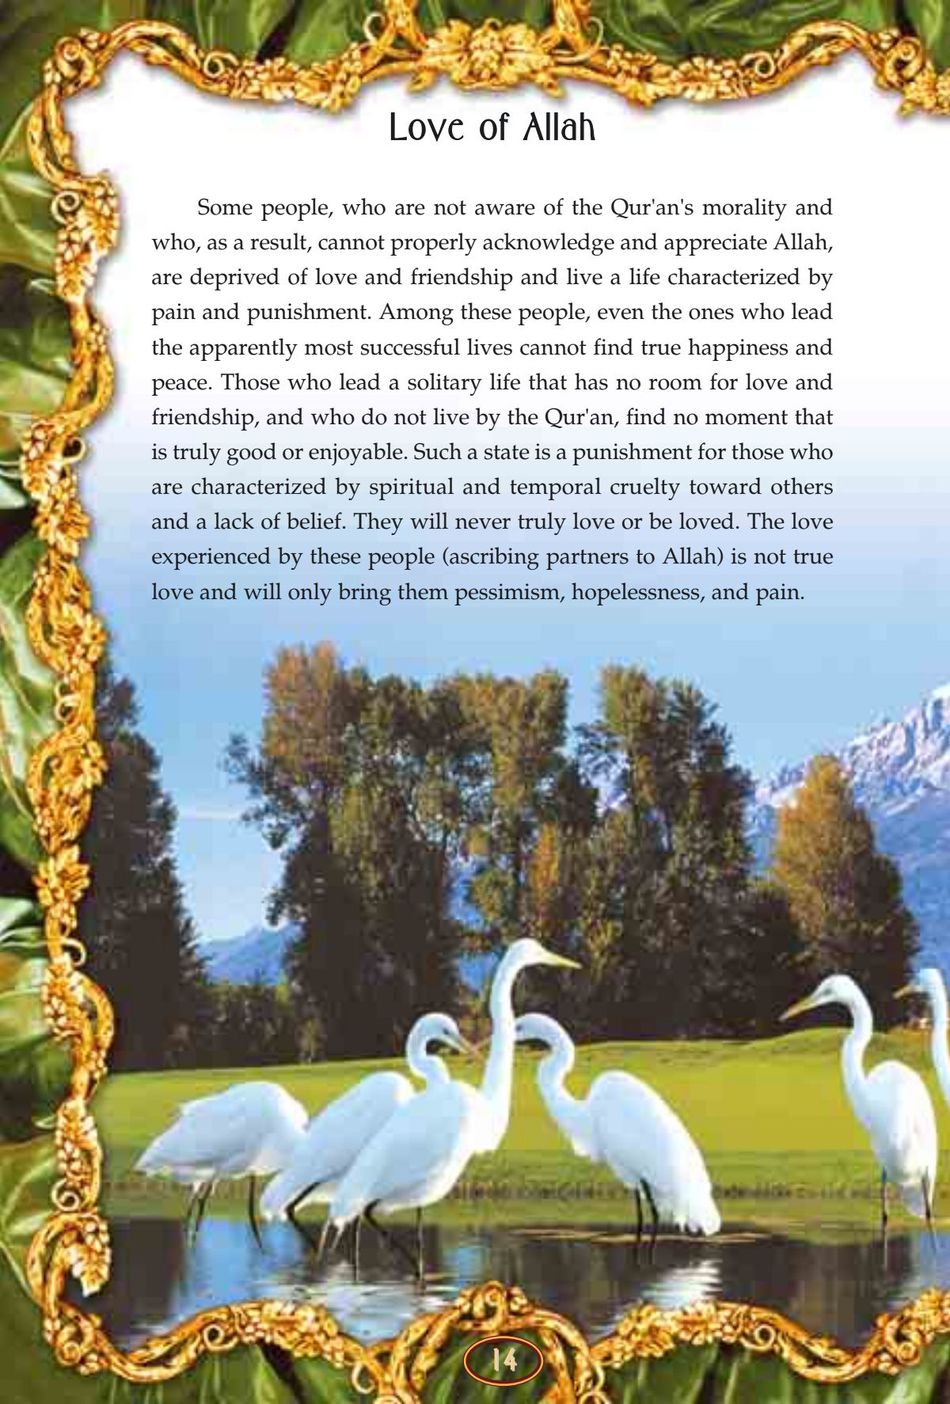 Love of Allah
Some people, who are not aware of the Qur'an's morality and
who, as a result, cannot properly acknowledge and appreciate Allah,
are deprived of love and friendship and live a life characterized by
pain and punishment. Among these people, even the ones who lead
the apparently most successful lives cannot find true happiness and
peace. Those who lead a solitary life that has no room for love and
friendship, and who do not live by the Qur'an, find no moment that
is truly good or enjoyable. Such a state is a punishment for those who
are characterized by spiritual and temporal cruelty toward others
and a lack of belief. They will never truly love or be loved. The love
experienced by these people (ascribing partners to Allah) is not true
love and will only bring them pessimism, hopelessness, and pain.
14